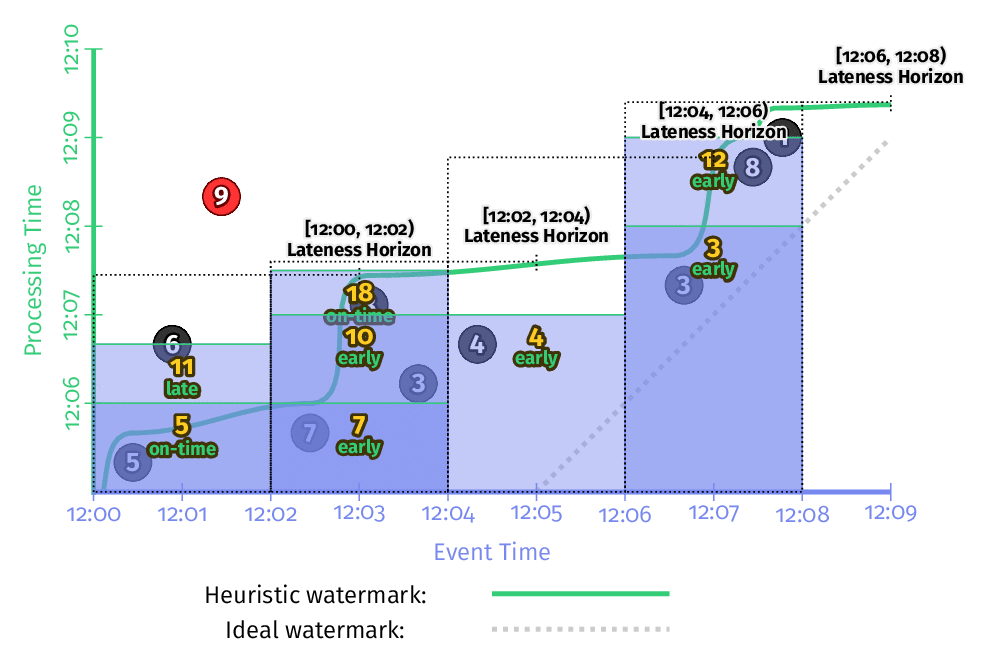 12:10
12:09
12:08
12:07
12:06
Processing Time
[12:06, 12:08)
Lateness Horizon
[12:04, 12:06)
Lateness Horizon
12
early
8
9
[12:02, 12:04)
Lateness Horizon
[12:00, 12:02)
Lateness Horizon
3
early
3
18
on-time
10
early
6
11
late
4
4
early
3
5
on-time
5
7
7
early
12:00
12:01
12:02
12:03
12:04
12:05
12:06
12:07
12:08
12:09
Event Time
Heuristic watermark:
Ideal watermark: